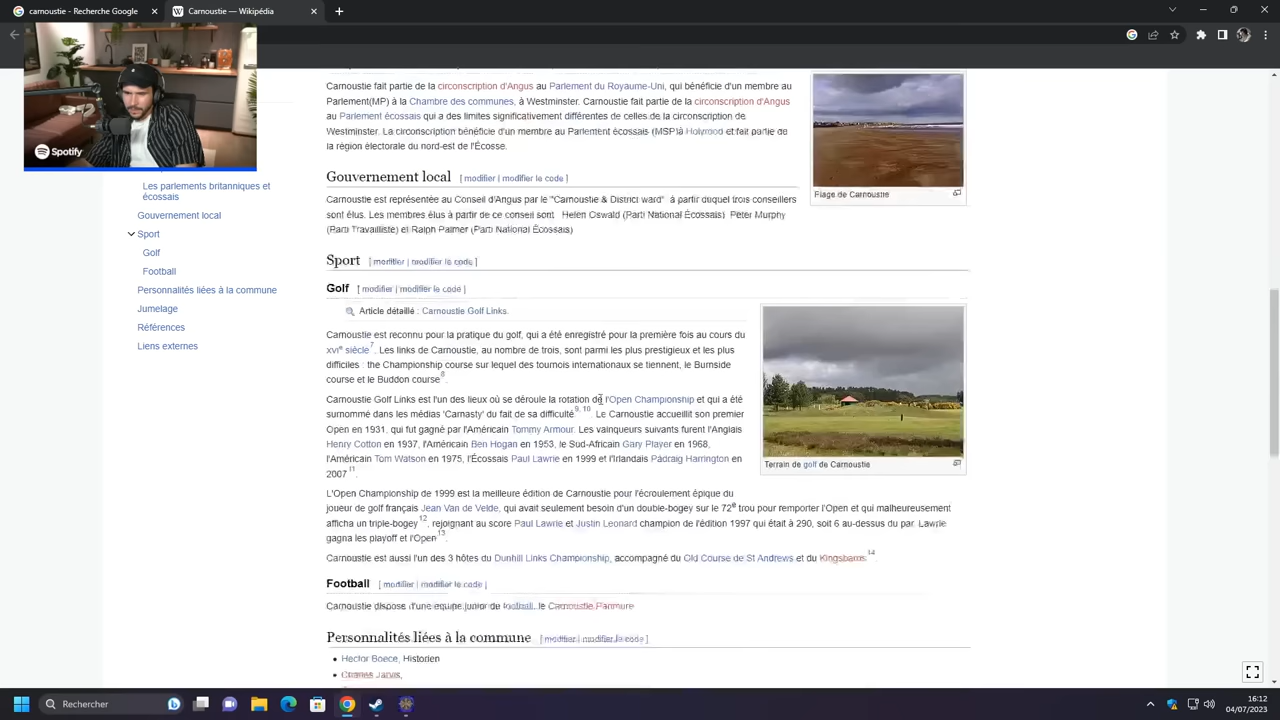 carnoustie - Recherche Google
Carnoustie — Wikipédia
Spotify
Les parlements britanniques et
écossais
Gouvernement local
Sport
Golf
Football
Personnalités liées à la commune
Jumelage
Références
Liens externes
Carnoustie fait partie de la circonscription d'Angus au Parlement du Royaume-Uni, qui bénéficie d'un membre au
Parlement(MP) à la Chambre des communes, à Westminster. Carnoustie fait partie de la circonscription d'Angus
au Parlement écossais qui a des limites significativement différentes de celles de la circonscription de
Westminster. La circonscription bénéficie d'un membre au Parlement écossais (MSP)à Holyrood et fait partie de
la région électorale du nord-est de l'Écosse.
Plage de Carnoustie
Gouvernement local [ modifier | modifier le code ]
Carnoustie est représentée au Conseil d'Angus par le "Carnoustie & District ward" à partir duquel trois conseillers
sont élus. Les membres élus à partir de ce conseil sont Helen Oswald (Parti National Écossais) Peter Murphy
(Parti Travailliste) et Ralph Palmer (Parti National Écossais)
Sport [ modifier | modifier le code ]
Golf [ modifier | modifier le code ]
Article détaillé : Carnoustie Golf Links.
Carnoustie est reconnu pour la pratique du golf, qui a été enregistré pour la première fois au cours du
XVIe siècle7. Les links de Carnoustie, au nombre de trois, sont parmi les plus prestigieux et les plus
difficiles : the Championship course sur lequel des tournois internationaux se tiennent, le Burnside
course et le Buddon course8.
Carnoustie Golf Links est l'un des lieux où se déroule la rotation de l'Open Championship et qui a été
surnommé dans les médias 'Carnasty' du fait de sa difficulté9, 10. Le Carnoustie accueillit son premier
Open en 1931, qui fut gagné par l'Américain Tommy Armour. Les vainqueurs suivants furent l'Anglais
Henry Cotton en 1937, l'Américain Ben Hogan en 1953, le Sud-Africain Gary Player en 1968,
l'Américain Tom Watson en 1975, l'Écossais Paul Lawrie en 1999 et l'Irlandais Pádraig Harrington en
2007 11.
Terrain de golf de Carnoustie
L'Open Championship de 1999 est la meilleure édition de Carnoustie pour l'écroulement épique du
joueur de golf français Jean Van de Velde, qui avait seulement besoin d'un double-bogey sur le 72e trou pour remporter l'Open et qui malheureusement
afficha un triple-bogey12, rejoignant au score Paul Lawrie et Justin Leonard champion de l'édition 1997 qui était à 290, soit 6 au-dessus du par. Lawrie
gagna les playoff et l'Open13.
Carnoustie est aussi l'un des 3 hôtes du Dunhill Links Championship, accompagné du Old Course de St Andrews et du Kingsbarns 14.
Football [ modifier | modifier le code ]
Carnoustie dispose d'une équipe junior de football, le Carnoustie Panmure
Personnalités liées à la commune [ modifier | modifier le code ]
Hector Boece, Historien
Charles Jarvis,
Rechercher
16:12
04/07/2023